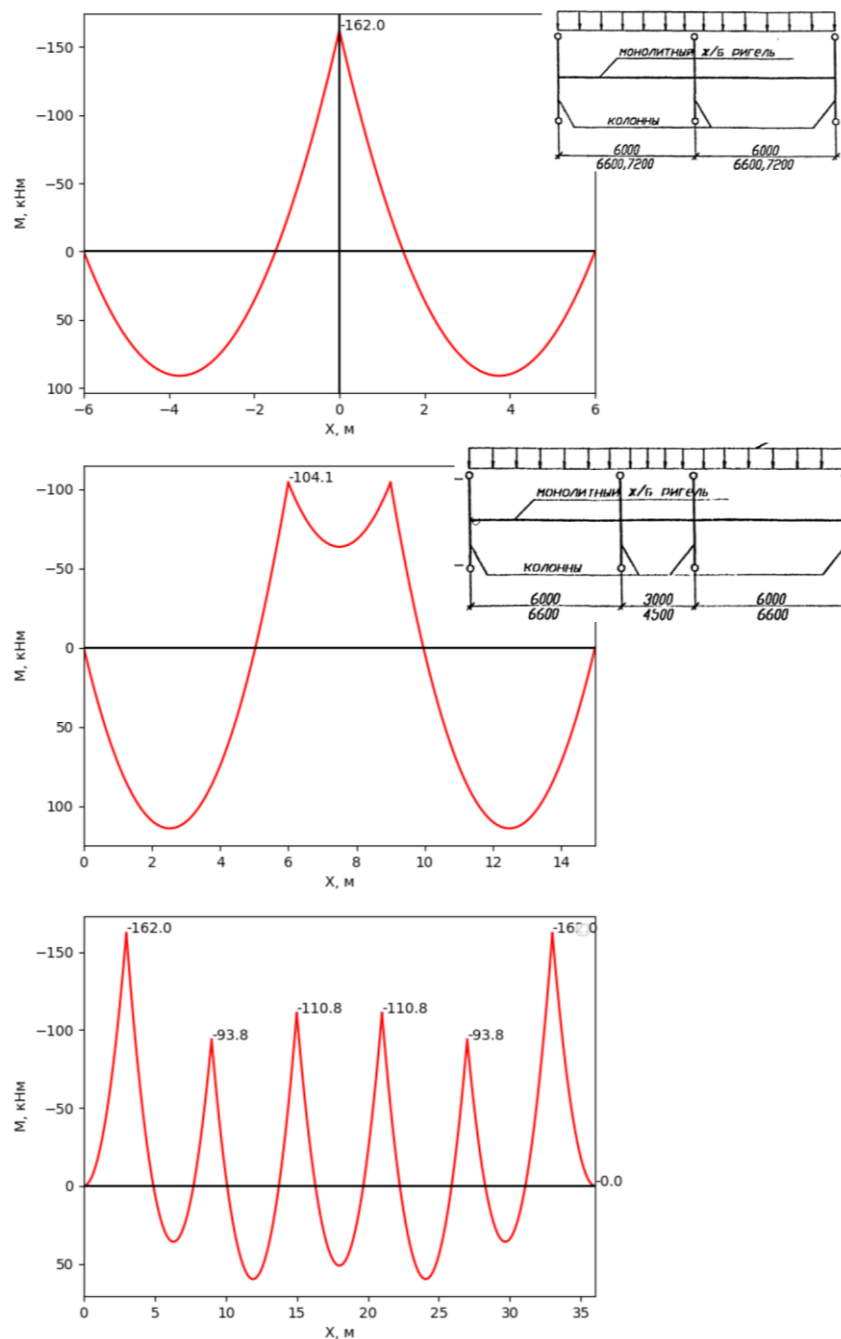 -162.0
−150
−100
−50
0
50
100
M, кНм
−6 −4 −2 0 2 4 6
X, м
МОНОЛИТНЫЙ Ж/Б РИГЕЛЬ
КОЛОННЫ
6000 6000
6600,7200 6600,7200
-104.1
−100
−50
0
50
100
M, кНм
0 2 4 6 8 10 12 14
X, м
МОНОЛИТНЫЙ Ж/Б РИГЕЛЬ
КОЛОННЫ
6000 3000 6000
6600 4500 6600
-162.0 -162.0
-93.8 -110.8 -110.8 -93.8
-0.0
−150
−100
−50
0
50
M, кНм
0 5 10 15 20 25 30 35
X, м